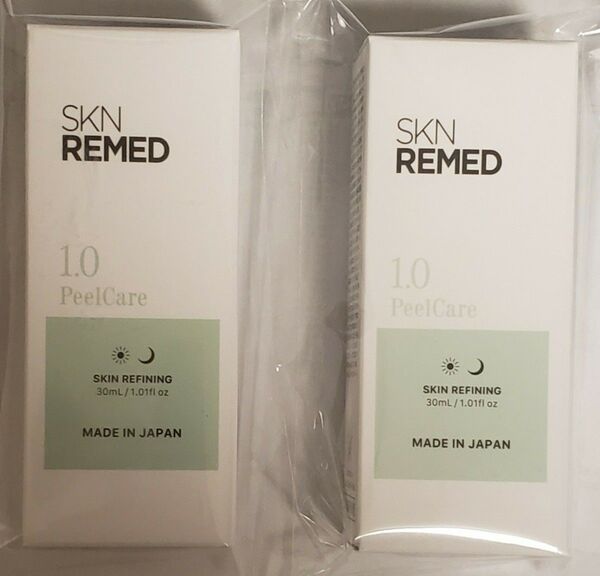 SKN
REMED
1.0
PeelCare
SKIN REFINING
30mL / 1.01fl oz
MADE IN JAPAN
SKN
REMED
1.0
PeelCare
SKIN REFINING
30mL / 1.01fl oz
MADE IN JAPAN